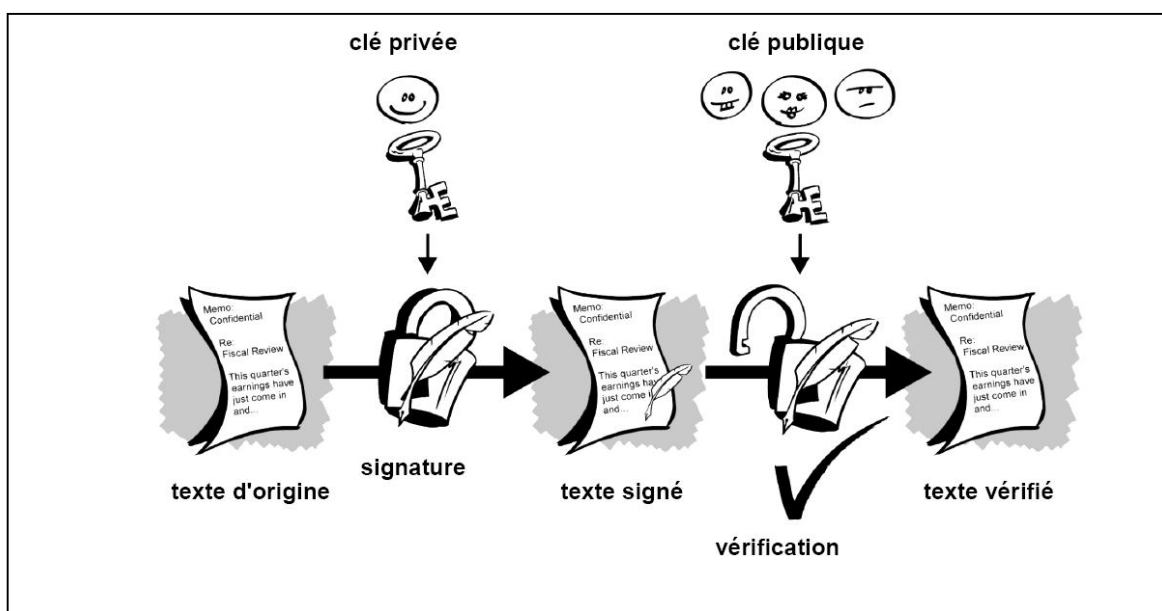 clé privée
clé publique
Memo:
Confidential
Re:
Fiscal Review
This quarter's
earnings have
just come in
and...
signature
texte d'origine
Memo:
Confidential
Re:
Fiscal Review
This quarter's
earnings have
just come in
and...
texte signé
vérification
Memo:
Confidential
Re:
Fiscal Review
This quarter's
earnings have
just come in
and...
texte vérifié